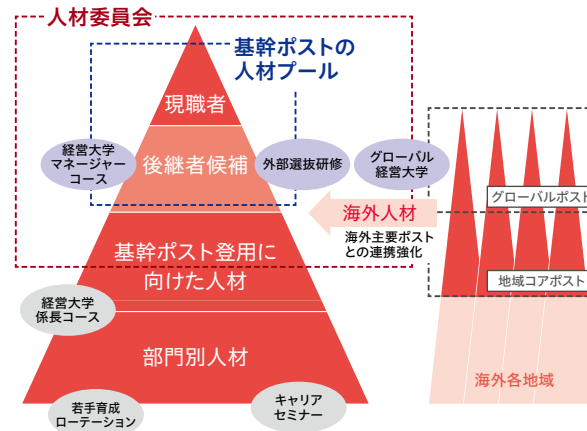 人材委員会
基幹ポストの
人材プール
現職者
後継者候補
経営大学
マネージャー
コース
外部選抜研修
グローバル
経営大学
海外人材
海外主要ポスト
との連携強化
グローバルポスト
地域コアポスト
海外各地域
基幹ポスト登用に
向けた人材
経営大学
係長コース
部門別人材
若手育成
ローテーション
キャリア
セミナー